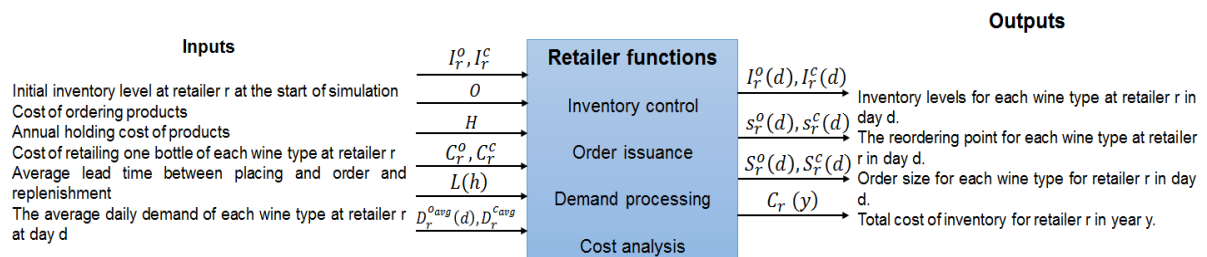 Inputs
Initial inventory level at retailer r at the start of simulation
Cost of ordering products
Annual holding cost of products
Cost of retailing one bottle of each wine type at retailer r
Average lead time between placing and order and
replenishment
The average daily demand of each wine type at retailer r
at day d
I_r^o, I_r^c
O
H
C_r^o, C_r^c
L(h)
D_r^{o avg}(d), D_r^{c avg}
Retailer functions
Inventory control
Order issuance
Demand processing
Cost analysis
Outputs
I_r^o(d), I_r^c(d)
s_r^o(d), s_r^c(d)
S_r^o(d), S_r^c(d)
C_r (y)
Inventory levels for each wine type at retailer r in
day d.
The reordering point for each wine type at retailer
r in day d.
Order size for each wine type for retailer r in day
d.
Total cost of inventory for retailer r in year y.